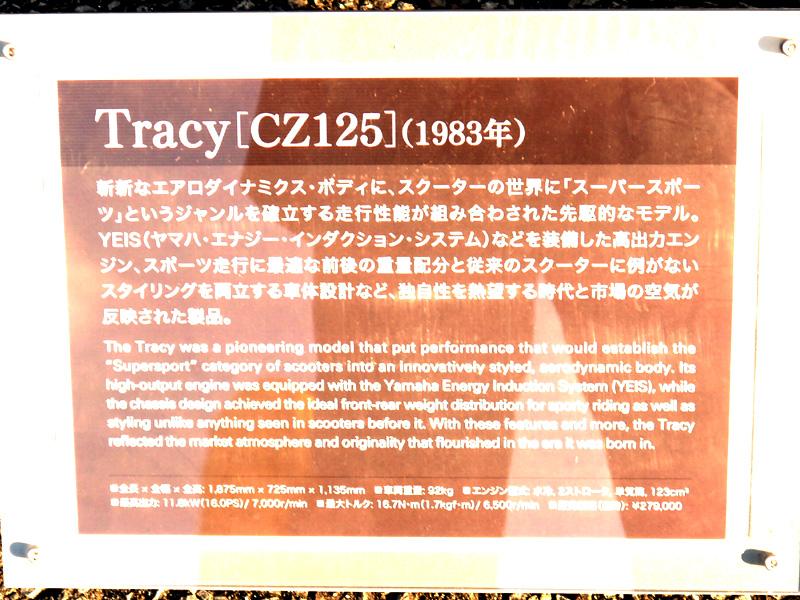 Tracy[CZ125](1983年)
斬新なエアロダイナミクス・ボディに、スクーターの世界に「スーパースポー
ツ」というジャンルを確立する走行性能が組み合わされた先駆的なモデル。
YEIS(ヤマハ・エナジー・インダクション・システム)などを装備した高出力エン
ジン、スポーツ走行に最適な前後の重量配分と従来のスクーターに例がない
スタイリングを両立する車体設計など、独自性を熱望する時代と市場の空気が
反映された製品。
The Tracy was a pioneering model that put performance that would establish the
“Supersport” category of scooters into an innovatively styled, aerodynamic body. Its
high-output engine was equipped with the Yamaha Energy Induction System (YEIS), while
the chassis design achieved the ideal front-rear weight distribution for sporty riding as well as
styling unlike anything seen in scooters before it. With these features and more, the Tracy
reflected the market atmosphere and originality that flourished in the era it was born in.
■全長 × 全幅 × 全高: 1,875mm × 725mm × 1,135mm ■車両重量: 92kg ■エンジン型式: 水冷, 2ストローク, 単気筒, 123cm³
■最高出力: 11.8kW(16.0PS)/ 7,000r/min ■最大トルク: 16.7N・m(1.7kgf・m)/ 6,500r/min ¥279,000